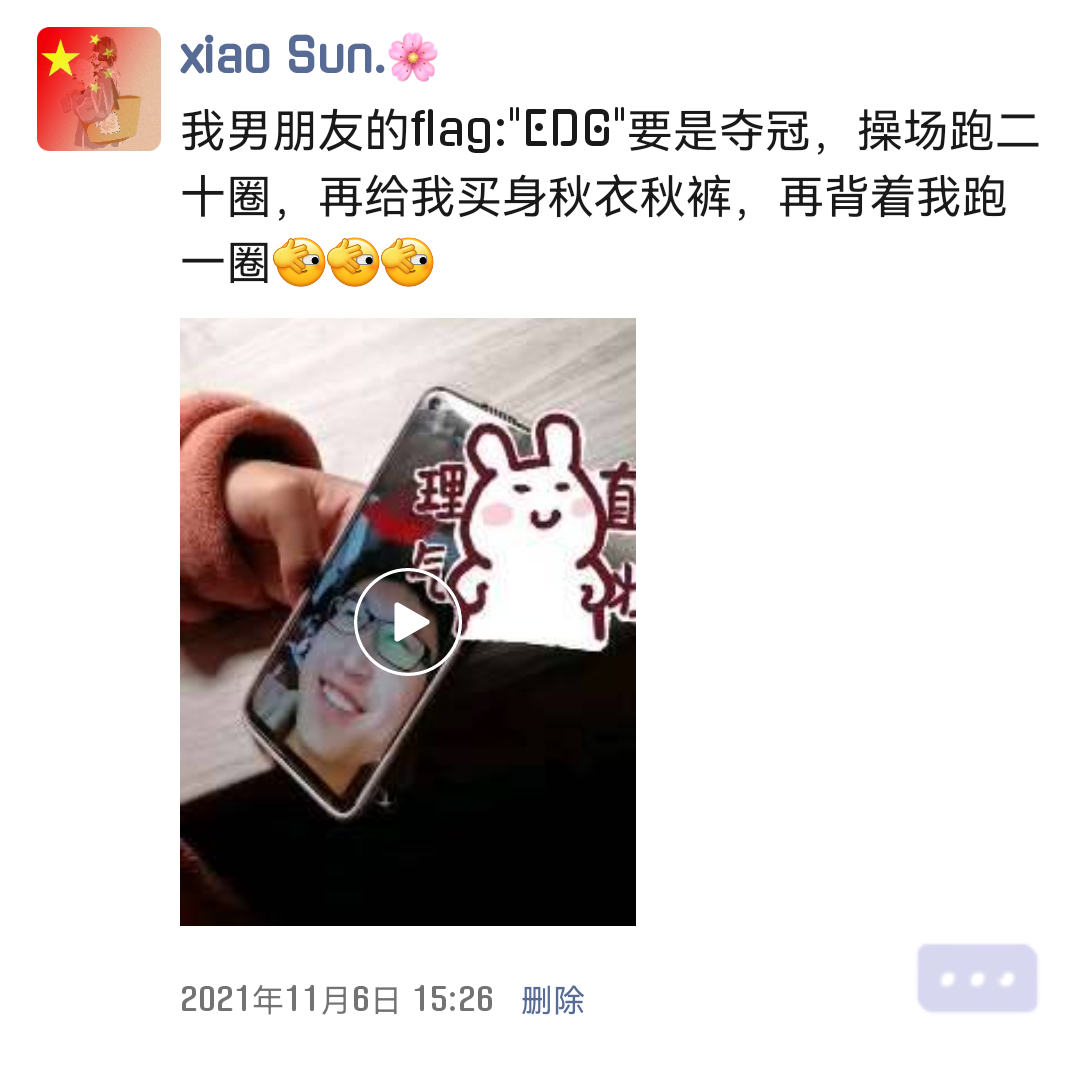 xiao Sun.🌸
我男朋友的flag:"EDG"要是夺冠，操场跑二
十圈，再给我买身秋衣秋裤，再背着我跑
一圈
理直
气壮
2021年11月6日 15:26 删除